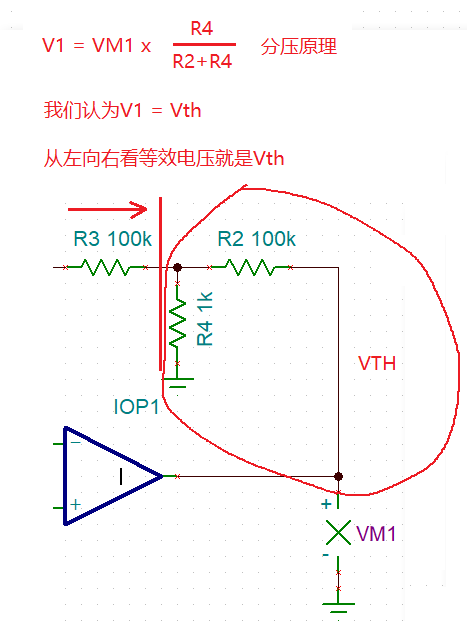 V1 = VM1 x R4 / R2+R4 分压原理
我们认为V1 = Vth
从左向右看等效电压就是Vth
R3 100k
R2 100k
R4 1k
VTH
IOP1
−
+
I
+
VM1
-